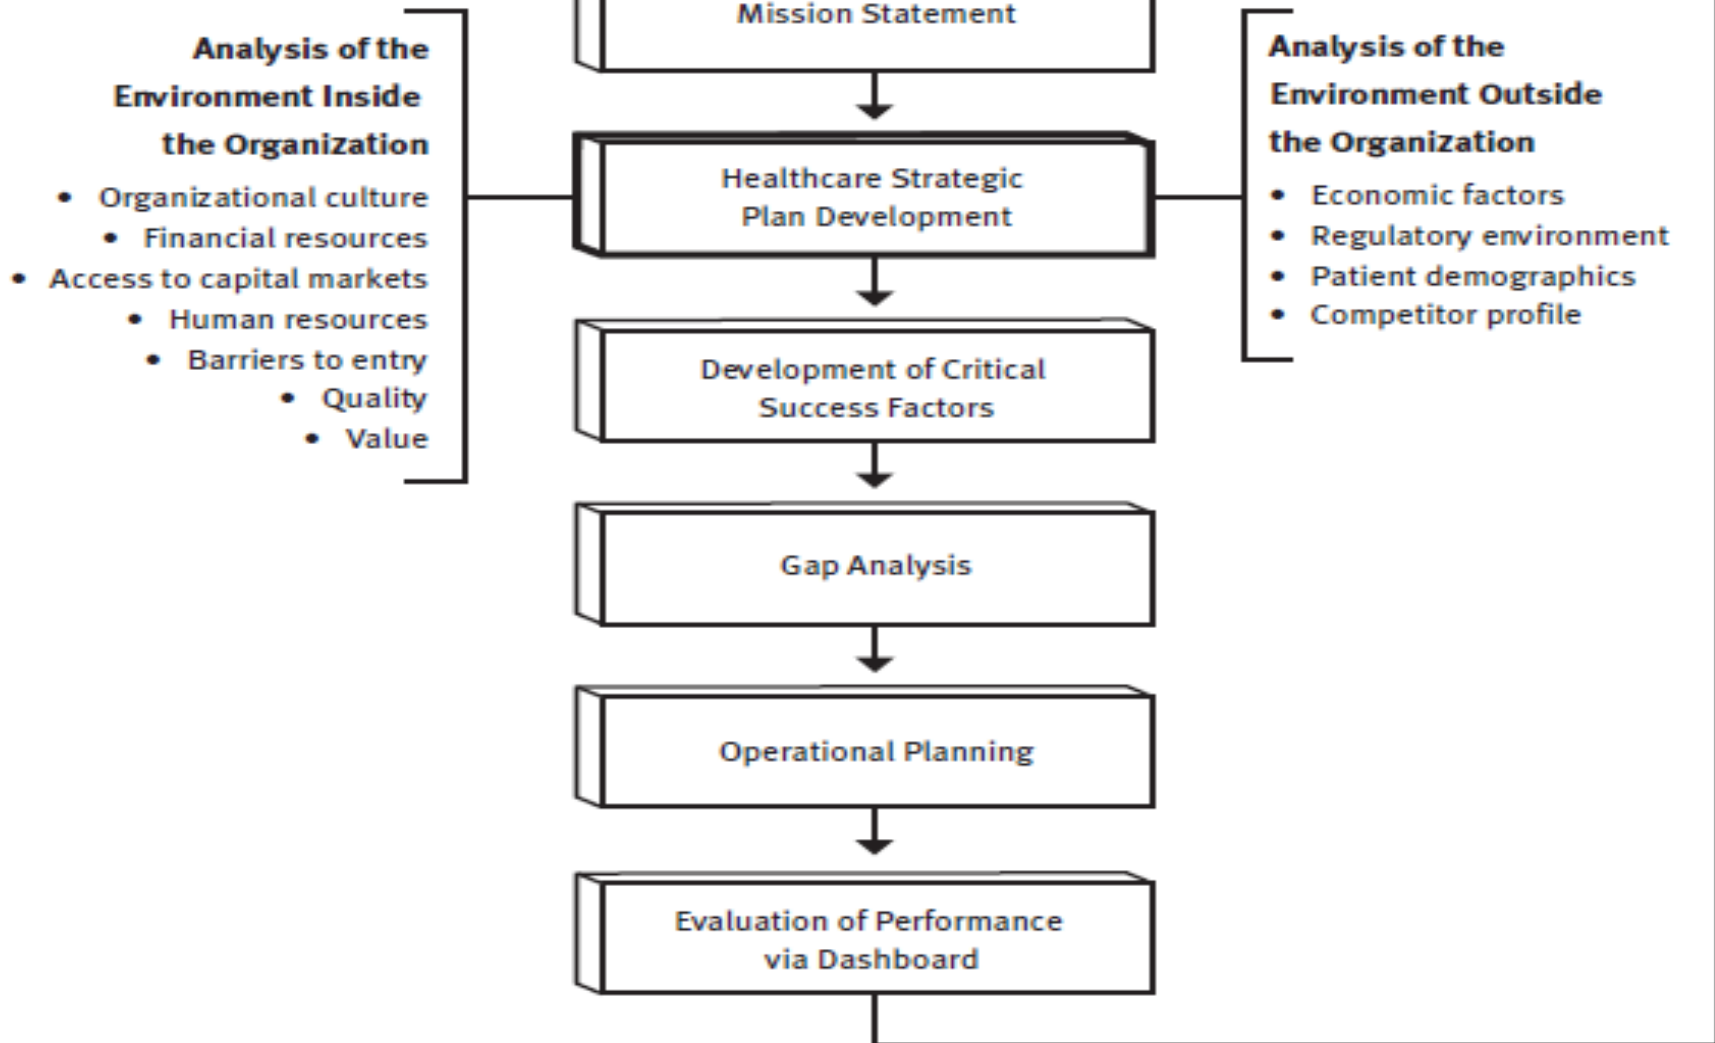 Mission Statement
Analysis of the
Environment Inside
the Organization
• Organizational culture
• Financial resources
• Access to capital markets
• Human resources
• Barriers to entry
• Quality
• Value
Healthcare Strategic
Plan Development
Analysis of the
Environment Outside
the Organization
• Economic factors
• Regulatory environment
• Patient demographics
• Competitor profile
Development of Critical
Success Factors
Gap Analysis
Operational Planning
Evaluation of Performance
via Dashboard